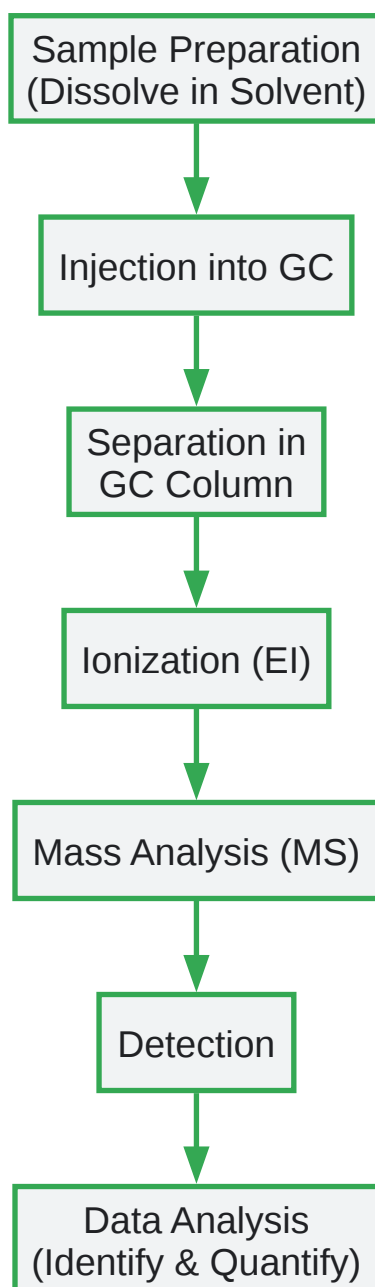 Sample Preparation
(Dissolve in Solvent)
Injection into GC
Separation in
GC Column
Ionization (EI)
Mass Analysis (MS)
Detection
Data Analysis
(Identify & Quantify)